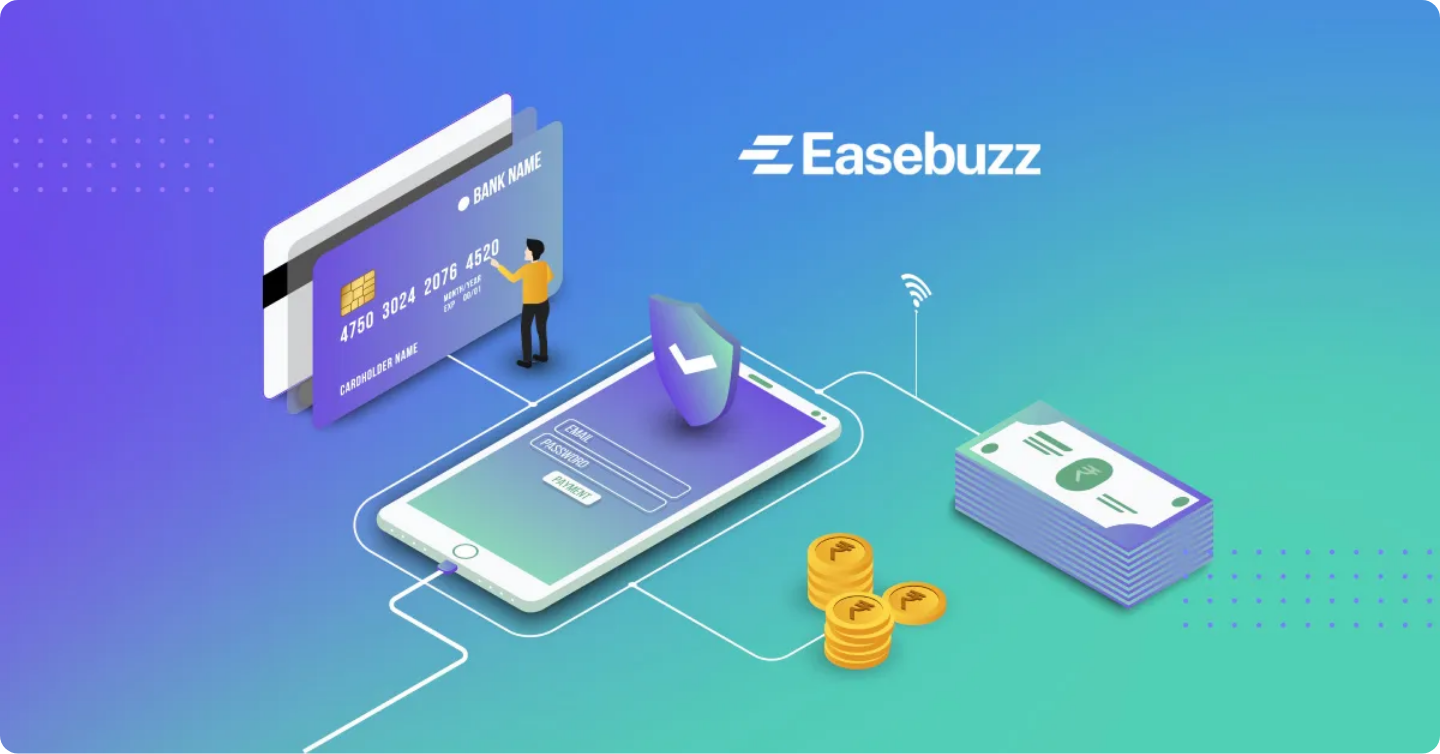 Easebuzz
BANK NAME
4750 3024 2076 4520
MONTH/YEAR
EXP 00/01
CARDHOLDER NAME
EMAIL
PASSWORD
PAYMENT